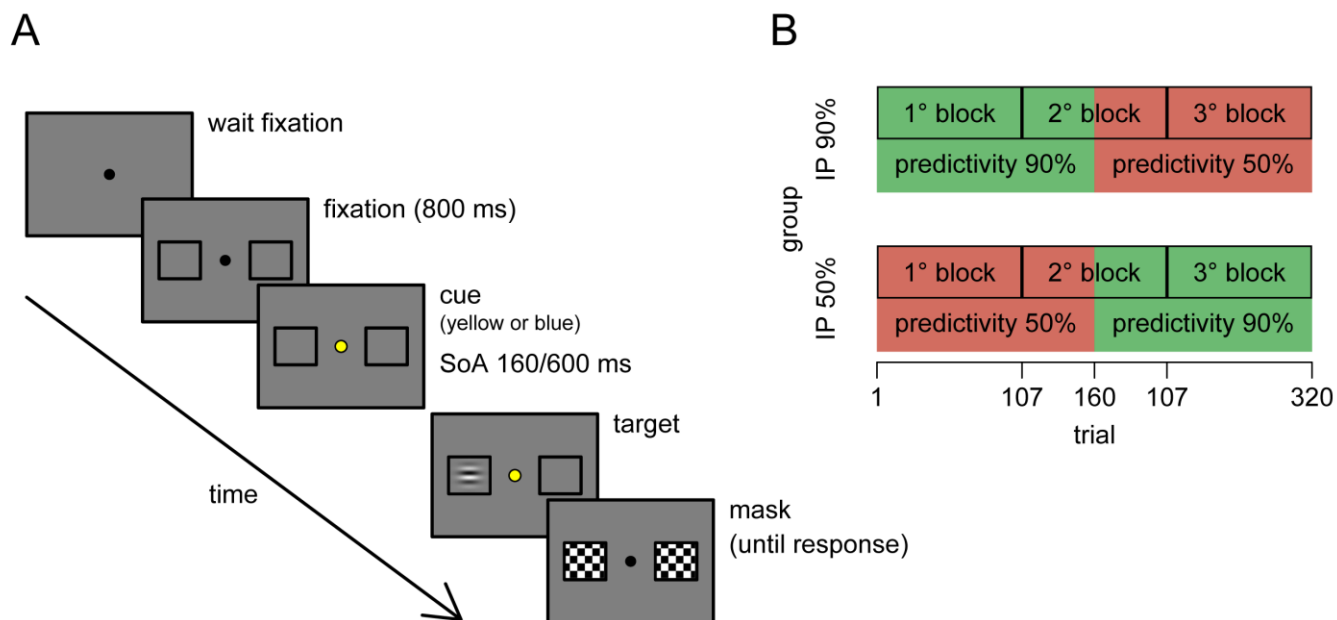 A
wait fixation
fixation (800 ms)
cue
(yellow or blue)
SoA 160/600 ms
target
mask
(until response)
time
B
group
IP 90%
1° block 2° block 3° block
predictivity 90% predictivity 50%
IP 50%
1° block 2° block 3° block
predictivity 50% predictivity 90%
1 107 160 107 320
trial